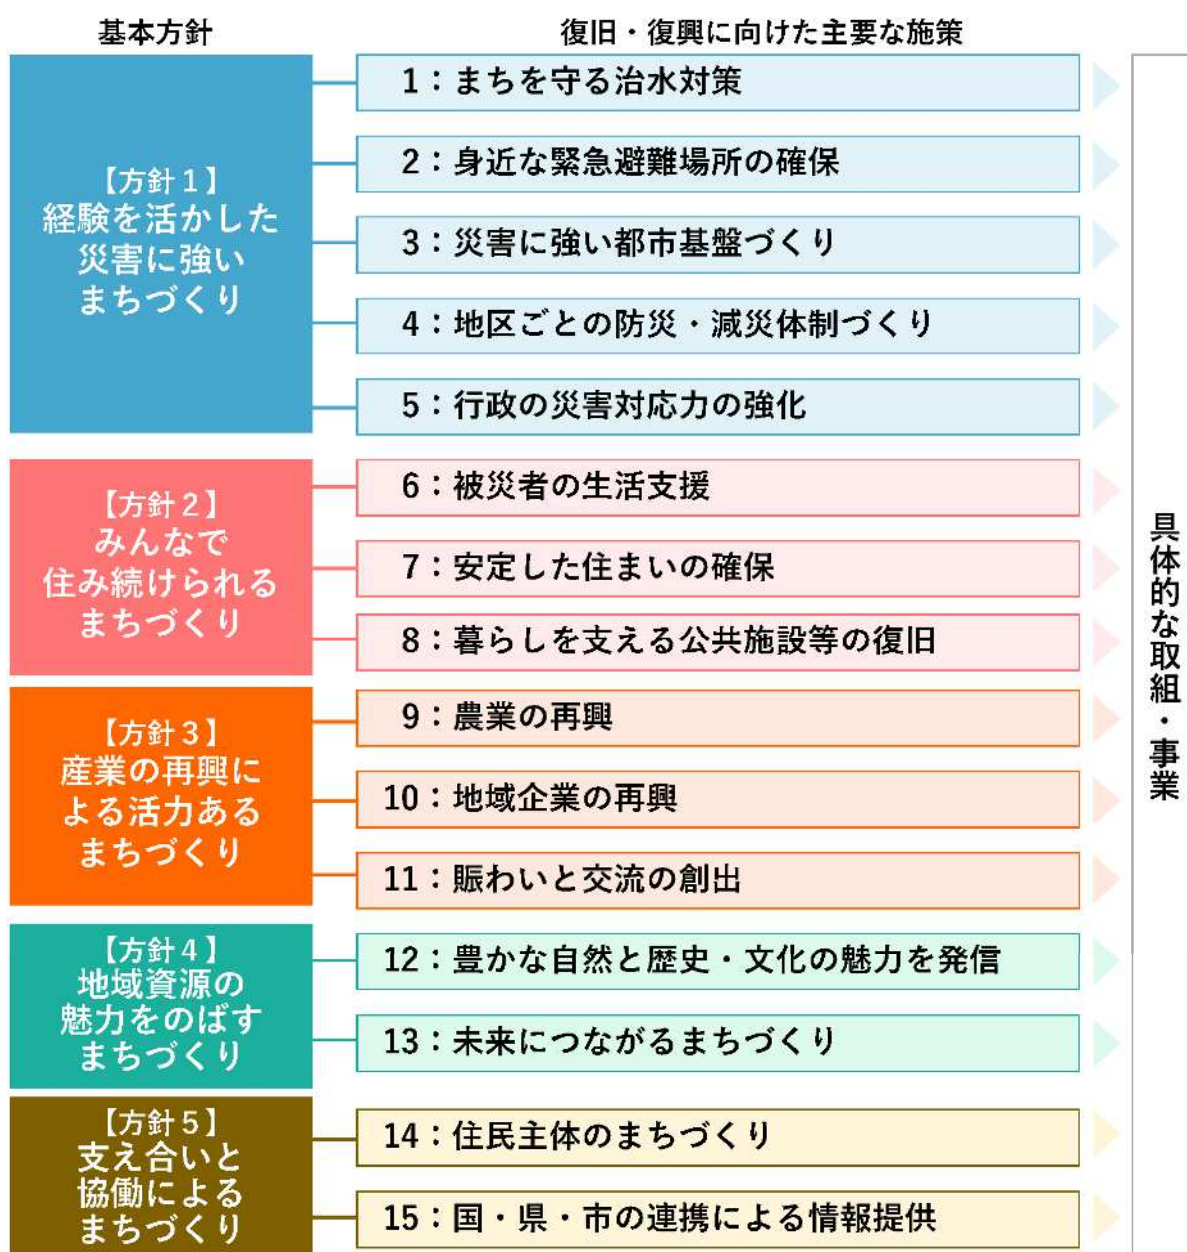 基本方針
復旧・復興に向けた主要な施策
【方針１】
経験を活かした
災害に強い
まちづくり
1：まちを守る治水対策
2：身近な緊急避難場所の確保
3：災害に強い都市基盤づくり
4：地区ごとの防災・減災体制づくり
5：行政の災害対応力の強化
【方針２】
みんなで
住み続けられる
まちづくり
6：被災者の生活支援
7：安定した住まいの確保
8：暮らしを支える公共施設等の復旧
【方針３】
産業の再興に
よる活力ある
まちづくり
9：農業の再興
10：地域企業の再興
11：賑わいと交流の創出
【方針４】
地域資源の
魅力をのばす
まちづくり
12：豊かな自然と歴史・文化の魅力を発信
13：未来につながるまちづくり
【方針５】
支え合いと
協働による
まちづくり
14：住民主体のまちづくり
15：国・県・市の連携による情報提供
具体的な取組・事業